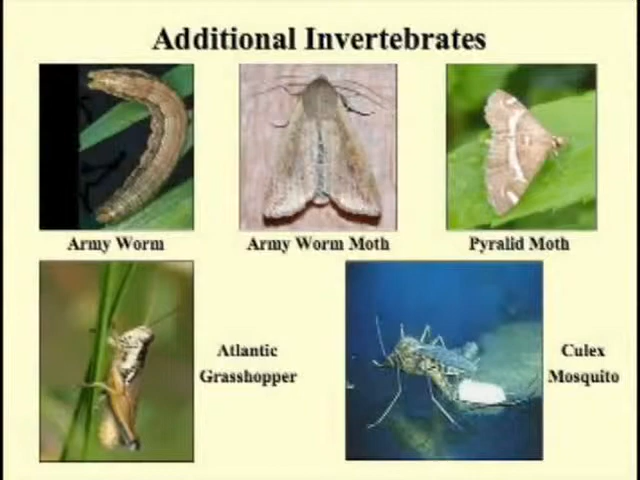 Additional Invertebrates
Army Worm
Army Worm Moth
Pyralid Moth
Atlantic
Grasshopper
Culex
Mosquito